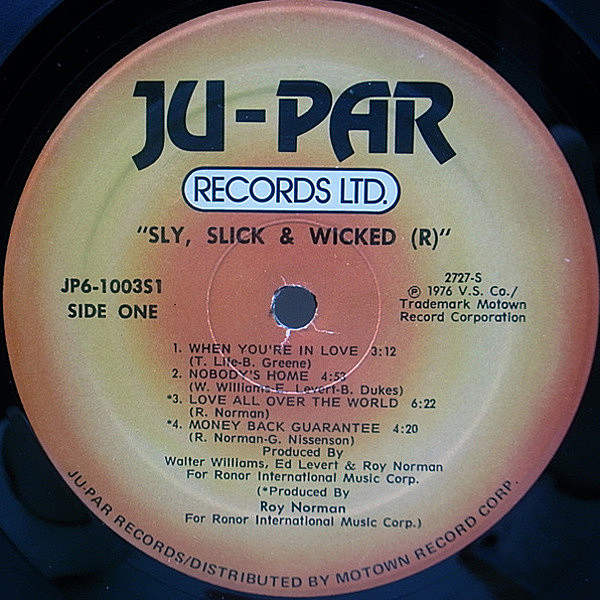 JU-PAR
RECORDS LTD.
"SLY, SLICK & WICKED (R)"
JP6-1003S1
SIDE ONE
2727-S
℗ 1976 V.S. Co./
Trademark Motown
Record Corporation
1. WHEN YOU'RE IN LOVE 3:12
(T. Life-B. Greene)
2. NOBODY'S HOME 4:53
(W. Williams-E. Levert-B. Dukes)
*3. LOVE ALL OVER THE WORLD 6:22
(R. Norman)
*4. MONEY BACK GUARANTEE 4:20
(R. Norman-G. Nissenson)
Produced By
Walter Williams, Ed Levert & Roy Norman
For Ronor International Music Corp.
(*Produced By
Roy Norman
For Ronor International Music Corp.)
JU-PAR RECORDS/DISTRIBUTED BY MOTOWN RECORD CORP.